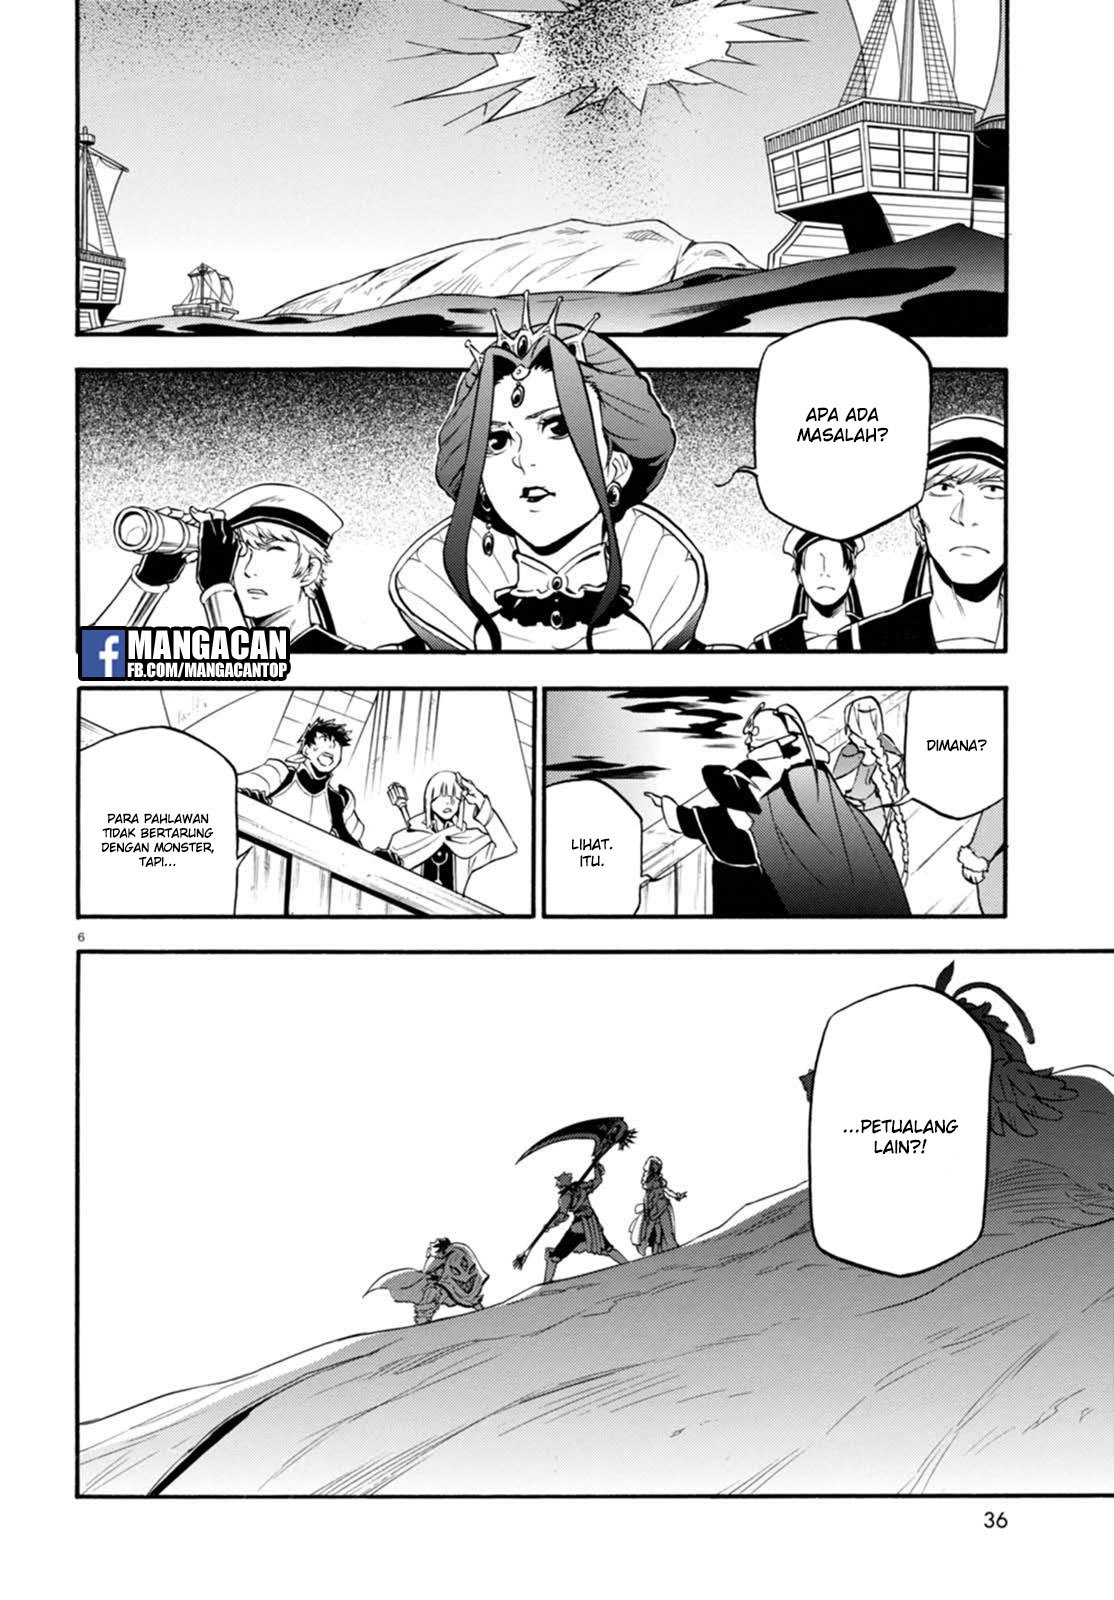 APA ADA
MASALAH?
MANGACAN
FB.COM/MANGACANTOP
DIMANA?
LIHAT.
ITU.
PARA PAHLAWAN
TIDAK BERTARUNG
DENGAN MONSTER,
TAPI...
6
...PETUALANG
LAIN?!
36